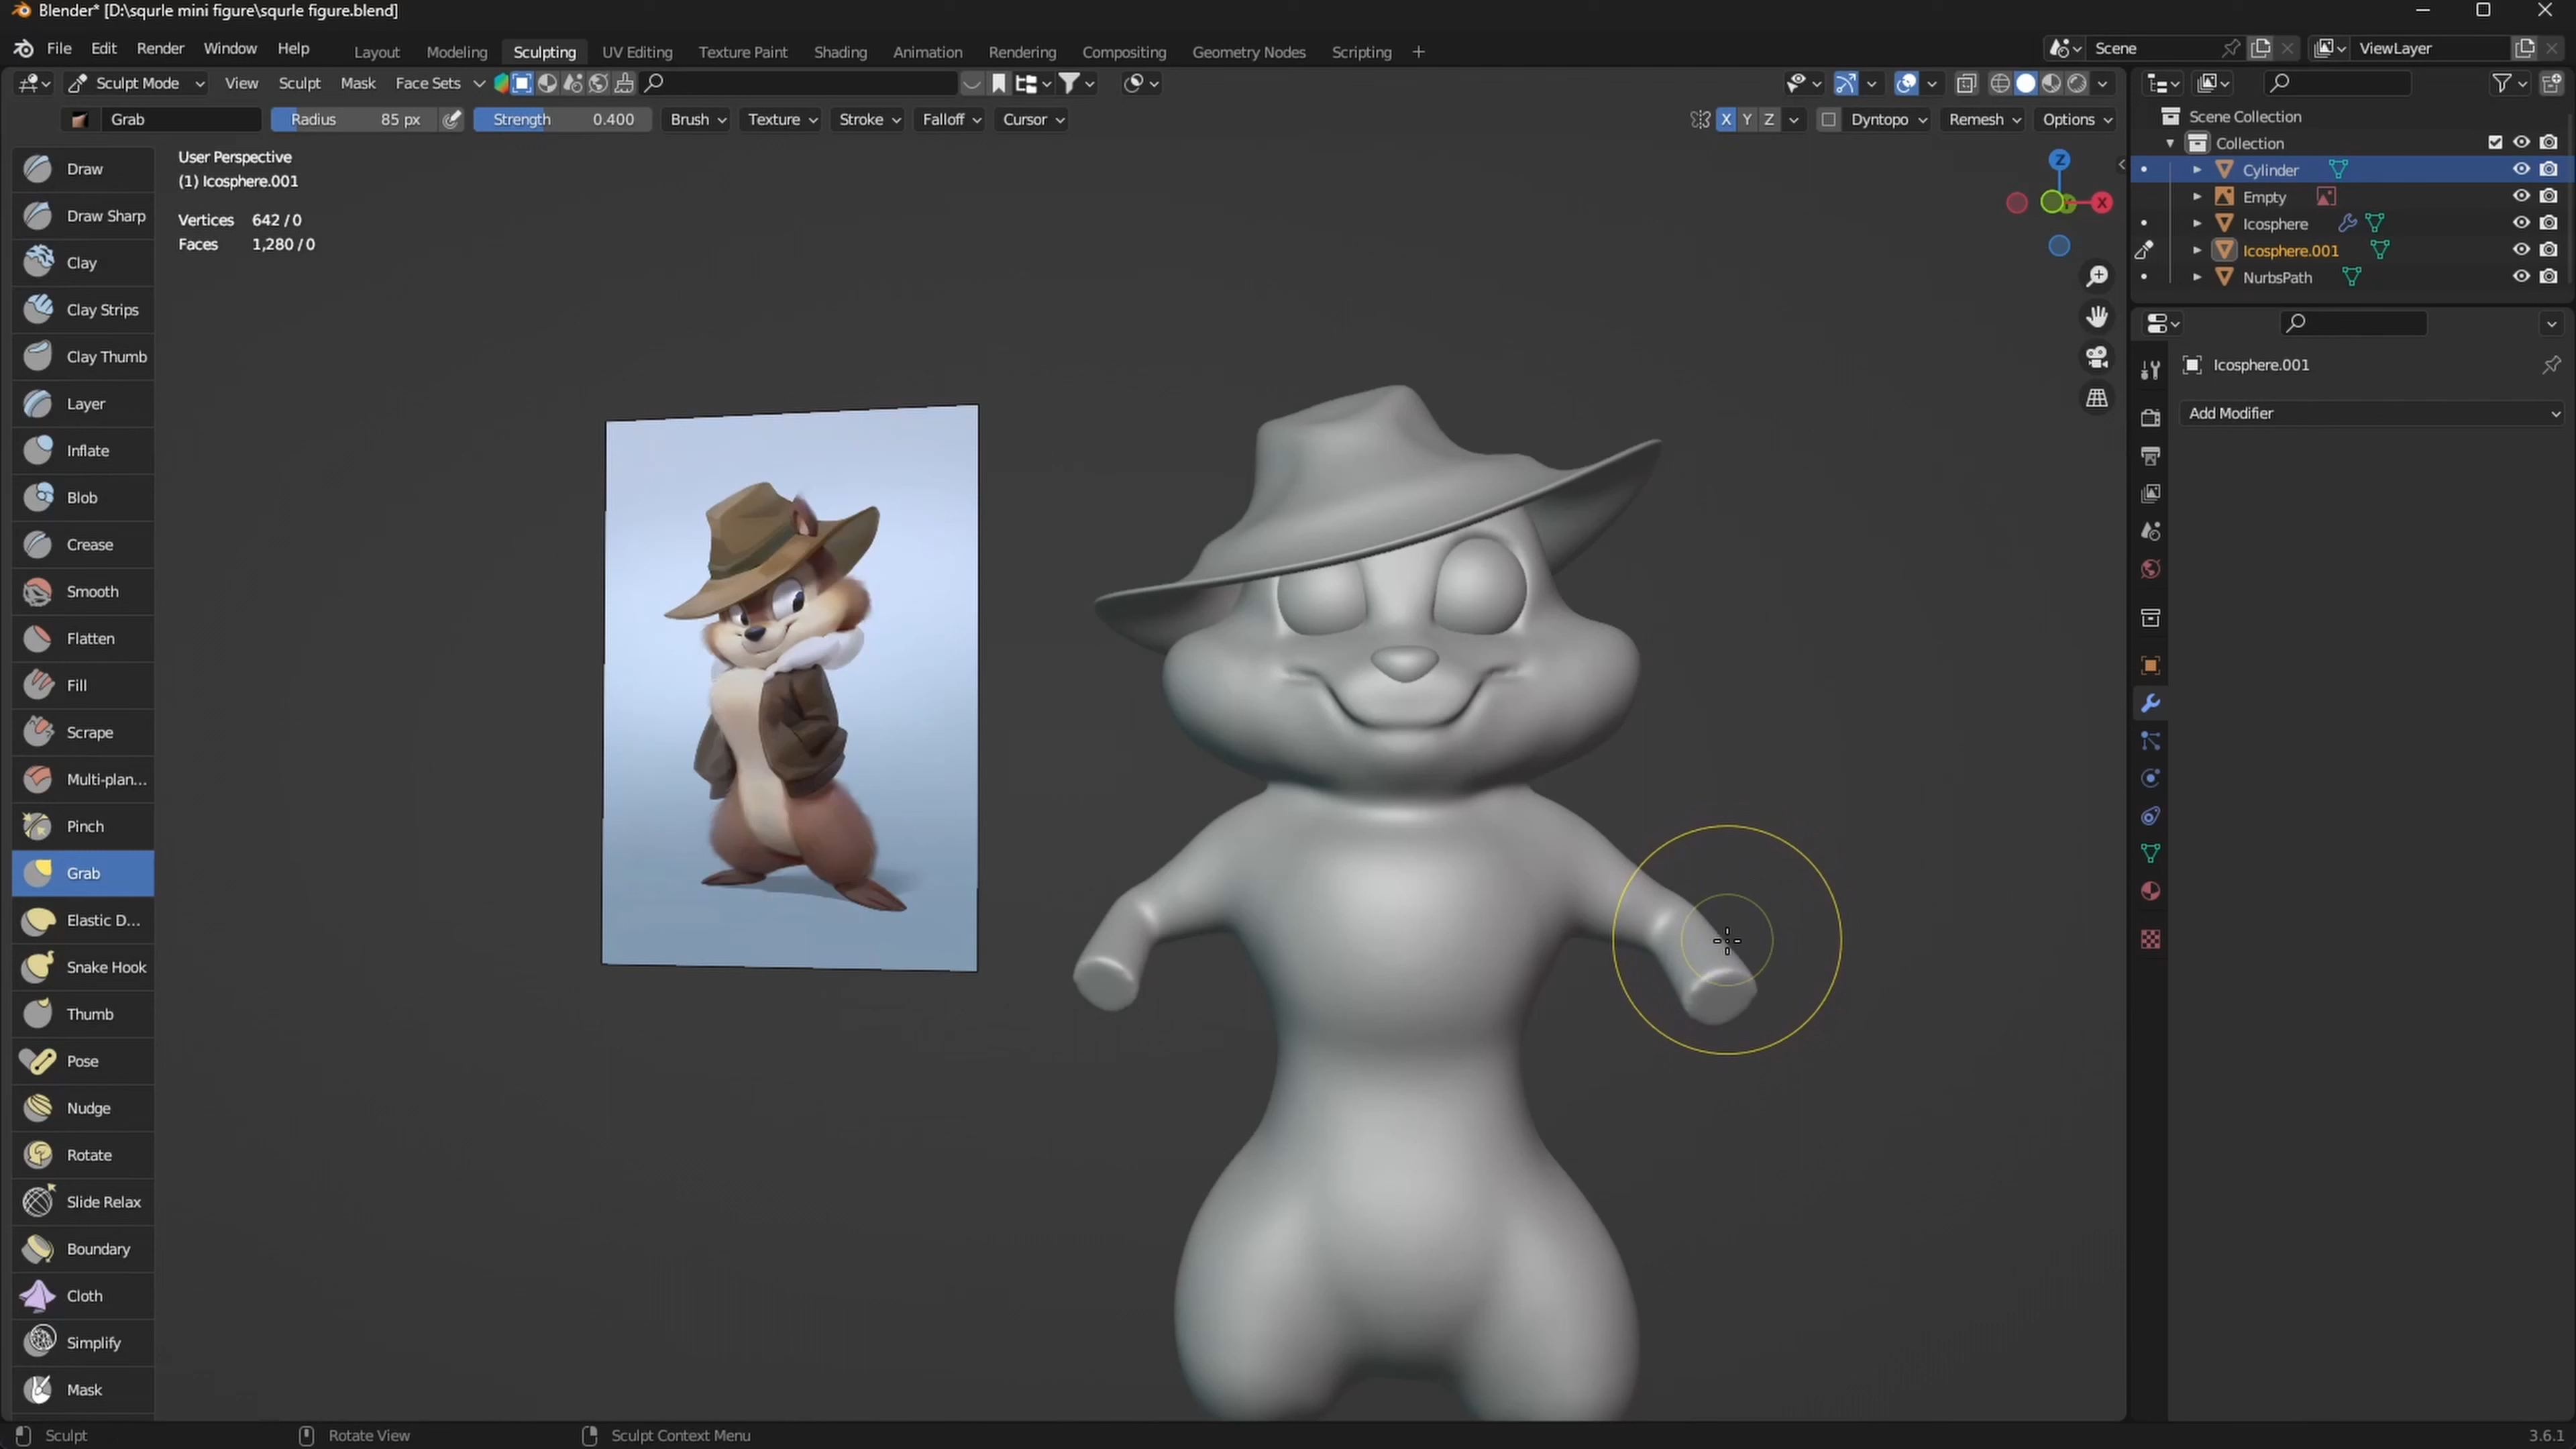 Blender* [D:\squrle mini figure\squrle figure.blend]
File Edit Render Window Help Layout Modeling Sculpting UV Editing Texture Paint Shading Animation Rendering Compositing Geometry Nodes Scripting + Scene ViewLayer
Sculpt Mode View Sculpt Mask Face Sets
Grab Radius 85 px Strength 0.400 Brush Texture Stroke Falloff Cursor X Y Z Dyntopo Remesh Options
User Perspective
(1) Icosphere.001
Vertices 642 / 0
Faces 1,280 / 0
Draw
Draw Sharp
Clay
Clay Strips
Clay Thumb
Layer
Inflate
Blob
Crease
Smooth
Flatten
Fill
Scrape
Multi-plan...
Pinch
Grab
Elastic D...
Snake Hook
Thumb
Pose
Nudge
Rotate
Slide Relax
Boundary
Cloth
Simplify
Mask
Z
X
Scene Collection
Collection
Cylinder
Empty
Icosphere
Icosphere.001
NurbsPath
Icosphere.001
Add Modifier
Sculpt Rotate View Sculpt Context Menu 3.6.1